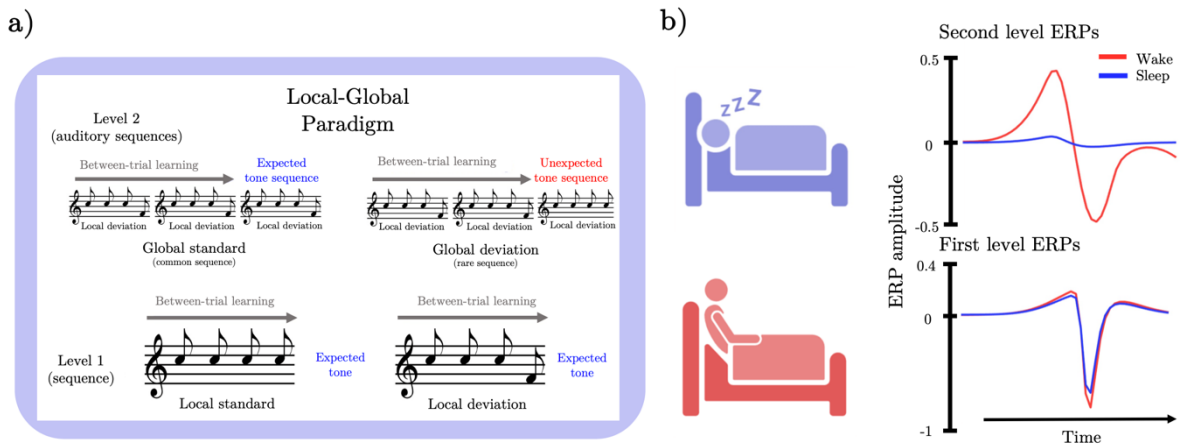 a)
Local-Global
Paradigm
Level 2
(auditory sequences)
Between-trial learning
Expected
tone sequence
Local deviation
Local deviation
Local deviation
Global standard
(common sequence)
Between-trial learning
Unexpected
tone sequence
Local deviation
Local deviation
Local deviation
Global deviation
(rare sequence)
Level 1
(sequence)
Between-trial learning
Expected
tone
Local standard
Between-trial learning
Expected
tone
Local deviation
b)
z z z Z
Second level ERPs
0.5
0
-0.5
Wake
Sleep
ERP amplitude
First level ERPs
0.4
0
-1
Time